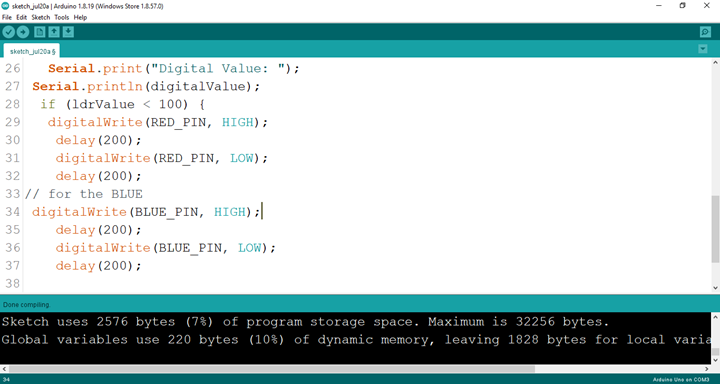 sketch_jul20a | Arduino 1.8.19 (Windows Store 1.8.57.0)
File Edit Sketch Tools Help
sketch_jul20a §
26 Serial.print("Digital Value: ");
27 Serial.println(digitalValue);
28 if (ldrValue < 100) {
29 digitalWrite(RED_PIN, HIGH);
30 delay(200);
31 digitalWrite(RED_PIN, LOW);
32 delay(200);
33 // for the BLUE
34 digitalWrite(BLUE_PIN, HIGH);
35 delay(200);
36 digitalWrite(BLUE_PIN, LOW);
37 delay(200);
38
Done compiling.
Sketch uses 2576 bytes (7%) of program storage space. Maximum is 32256 bytes.
Global variables use 220 bytes (10%) of dynamic memory, leaving 1828 bytes for local varia
34 Arduino Uno on COM3